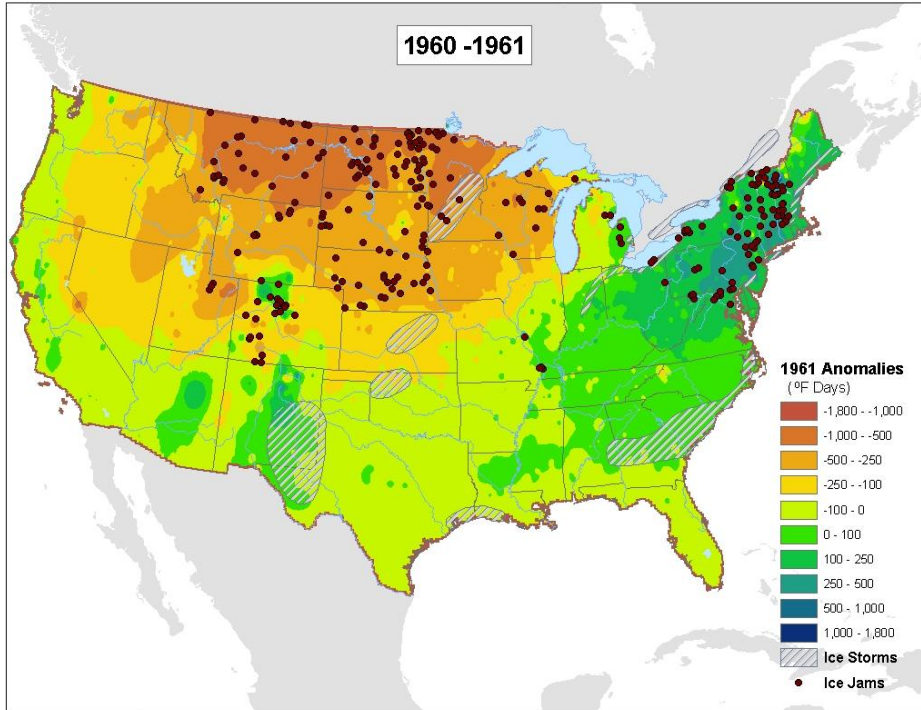 1960 -1961
1961 Anomalies
(ºF Days)
-1,800 - -1,000
-1,000 - -500
-500 - -250
-250 - -100
-100 - 0
0 - 100
100 - 250
250 - 500
500 - 1,000
1,000 - 1,800
Ice Storms
Ice Jams